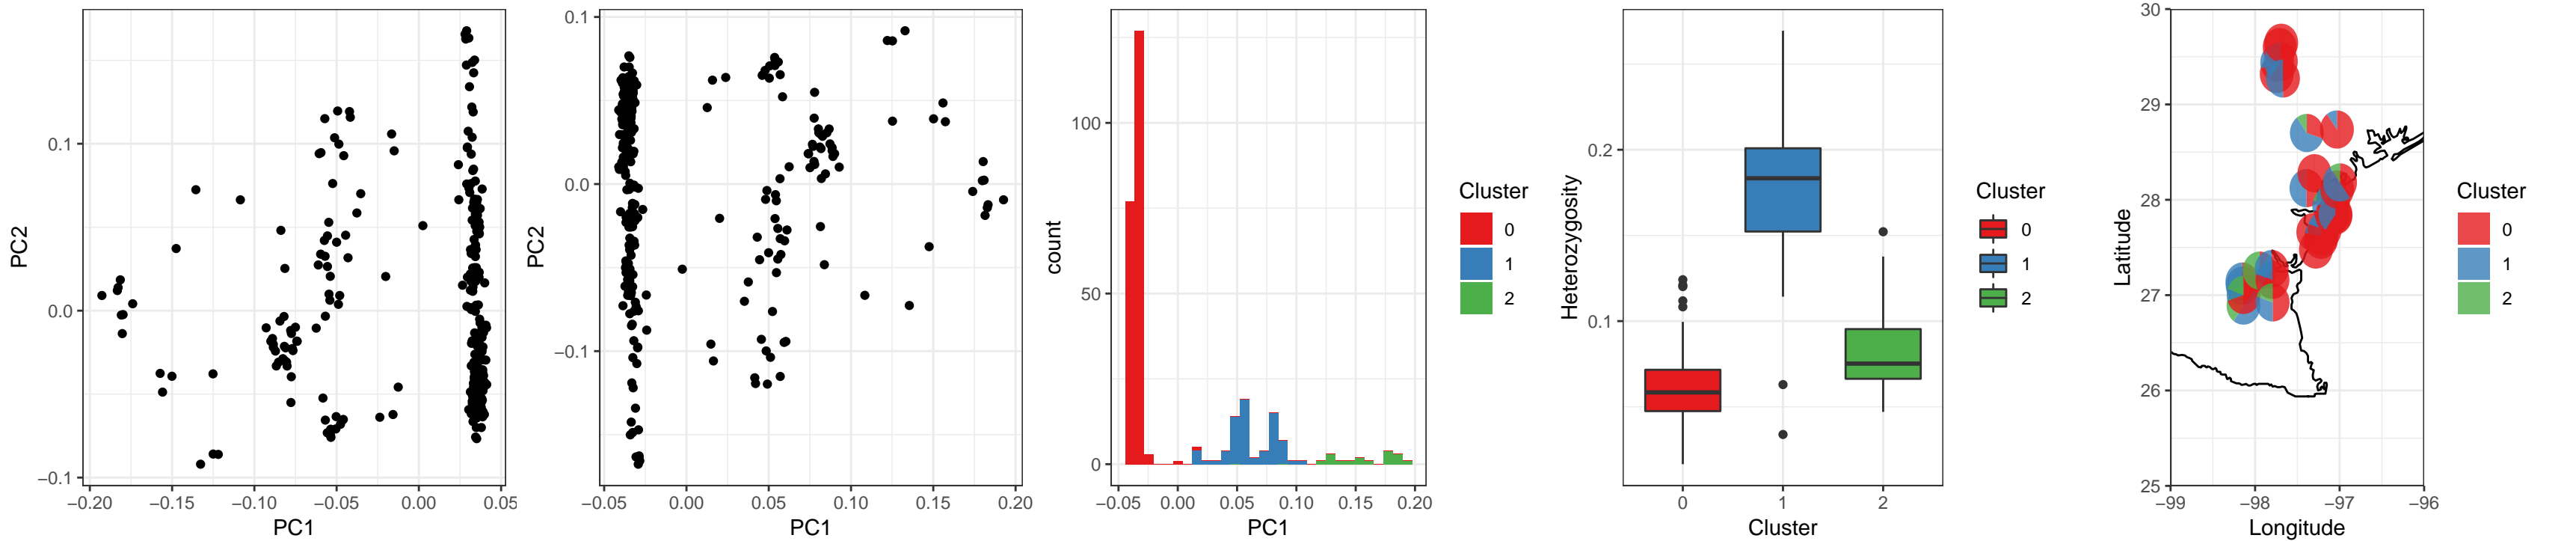 PC2
0.1
0.0
−0.1
−0.20 −0.15 −0.10 −0.05 0.00 0.05
PC1
PC2
0.1
0.0
−0.1
−0.05 0.00 0.05 0.10 0.15 0.20
PC1
count
100
50
0
−0.05 0.00 0.05 0.10 0.15 0.20
PC1
Cluster
0
1
2
Heterozygosity
0.2
0.1
0 1 2
Cluster
Cluster
0
1
2
Latitude
30
29
28
27
26
25
−99 −98 −97 −96
Longitude
Cluster
0
1
2